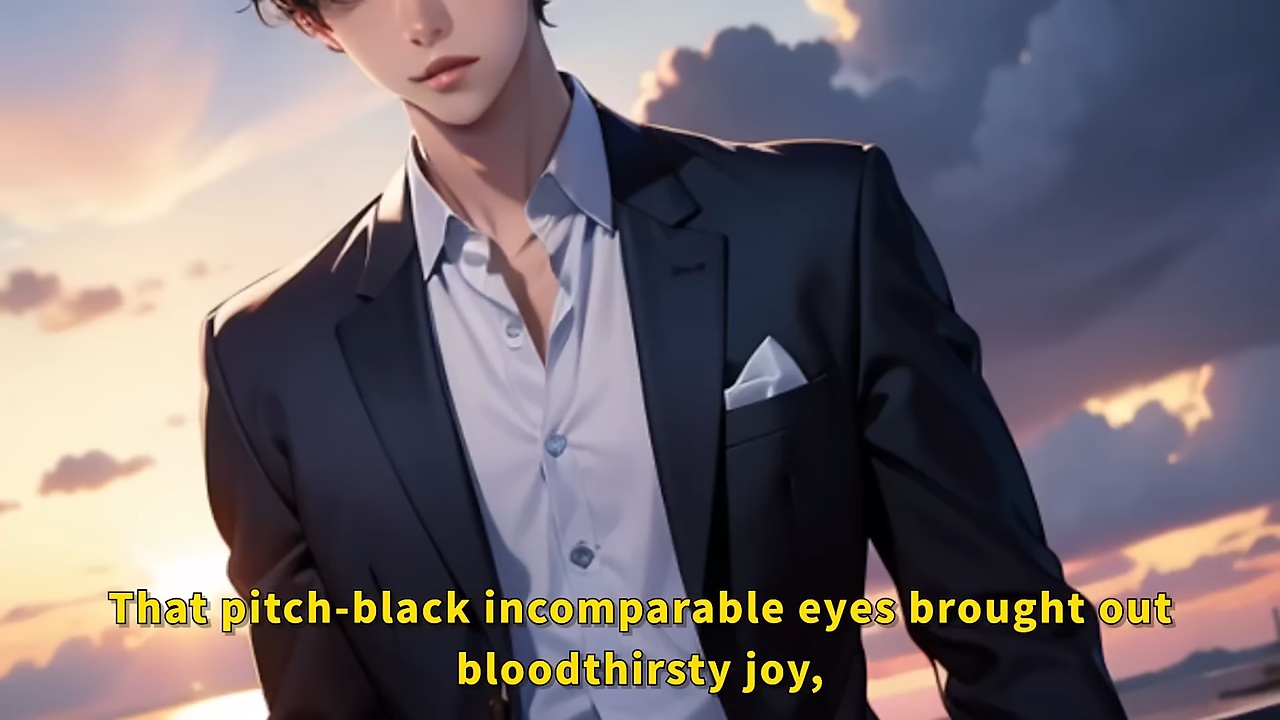 That pitch-black incomparable eyes brought out
bloodthirsty joy,